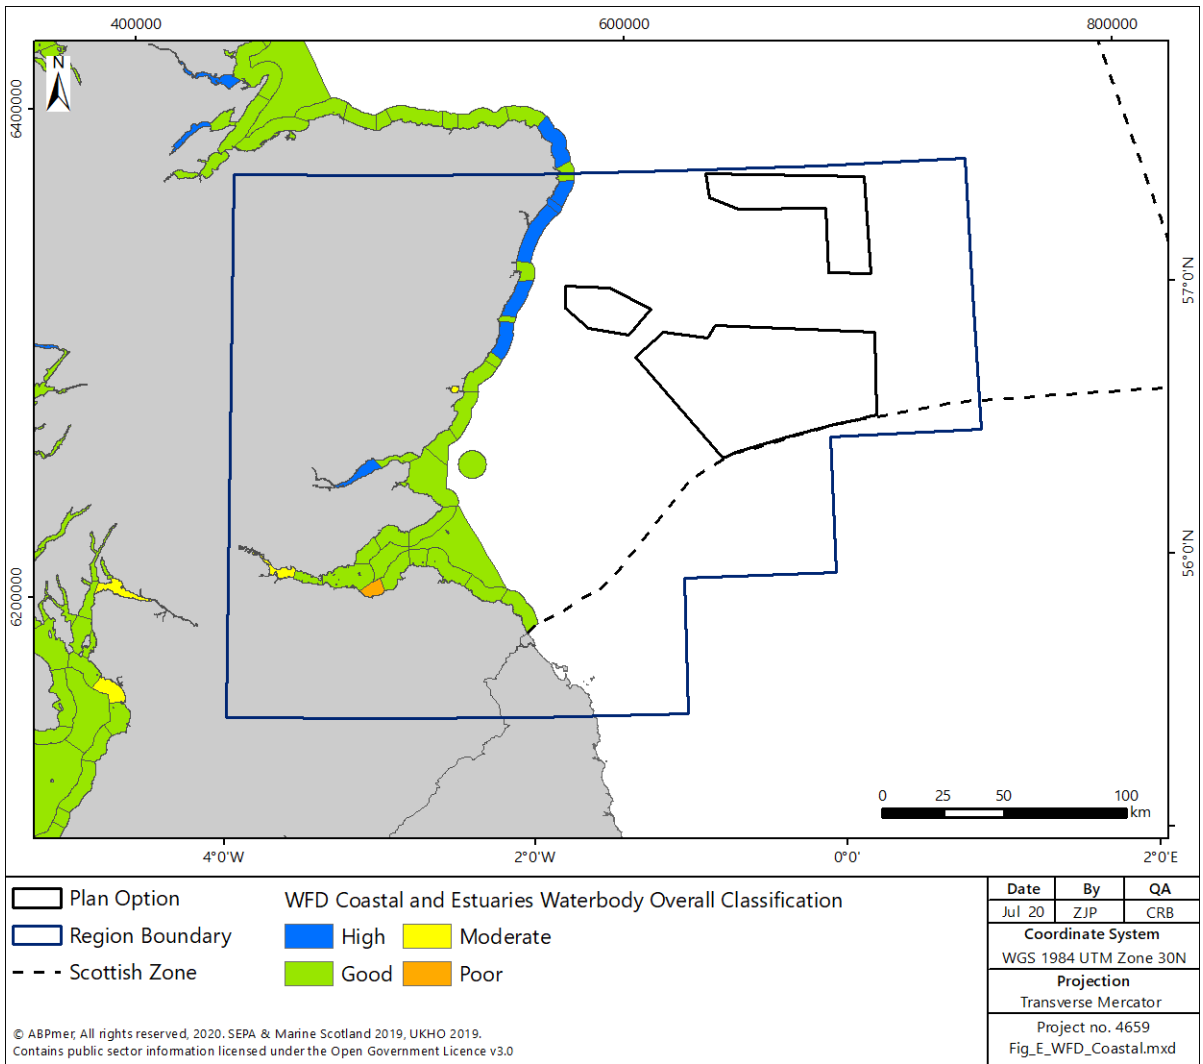 400000 600000 800000
N
6400000
57°0'N
56°0'N
6200000
0 25 50 100
km
4°0'W 2°0'W 0°0' 2°0'E
Plan Option
Region Boundary
Scottish Zone
WFD Coastal and Estuaries Waterbody Overall Classification
High Moderate
Good Poor
© ABPmer, All rights reserved, 2020. SEPA & Marine Scotland 2019, UKHO 2019.
Contains public sector information licensed under the Open Government Licence v3.0
Date By QA
Jul 20 ZJP CRB
Coordinate System
WGS 1984 UTM Zone 30N
Projection
Transverse Mercator
Project no. 4659
Fig_E_WFD_Coastal.mxd